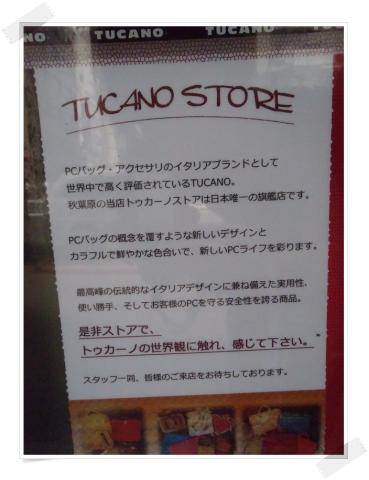 ANO
TUCANO
TUCANO
TUCANO STORE
PCバッグ・アクセサリのイタリアブランドとして
世界中で高く評価されているTUCANO。
秋葉原の当店トゥカーノストアは日本唯一の旗艦店です。
PCバッグの概念を覆すような新しいデザインと
カラフルで鮮やかな色合いで、新しいPCライフを彩ります。
最高峰の伝統的なイタリアデザインに兼ね備えた実用性、
使い勝手、そしてお客様のPCを守る安全性を誇る商品。
是非ストアで、
トゥカーノの世界観に触れ、感じて下さい。
スタッフ一同、皆様のご来店をお待ちしております。